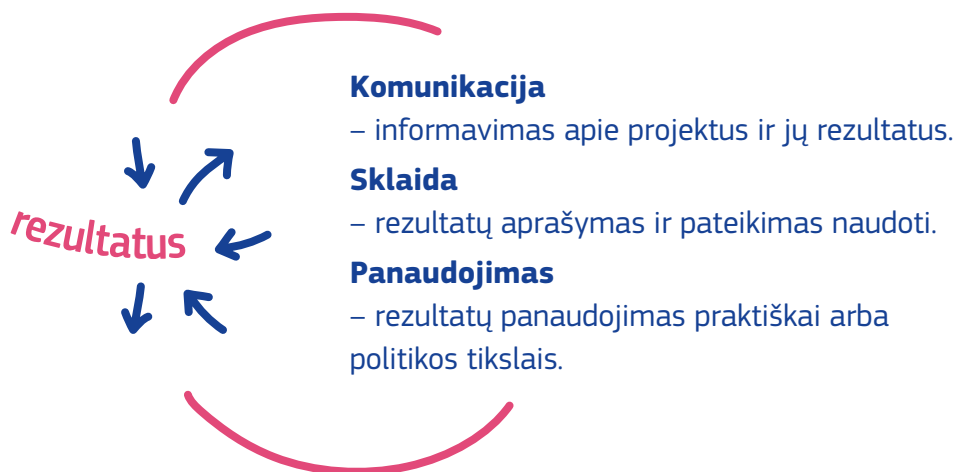 Komunikacija
– informavimas apie projektus ir jų rezultatus.
Sklaida
– rezultatų aprašymas ir pateikimas naudoti.
Panaudojimas
– rezultatų panaudojimas praktiškai arba
politikos tikslais.
rezultatus